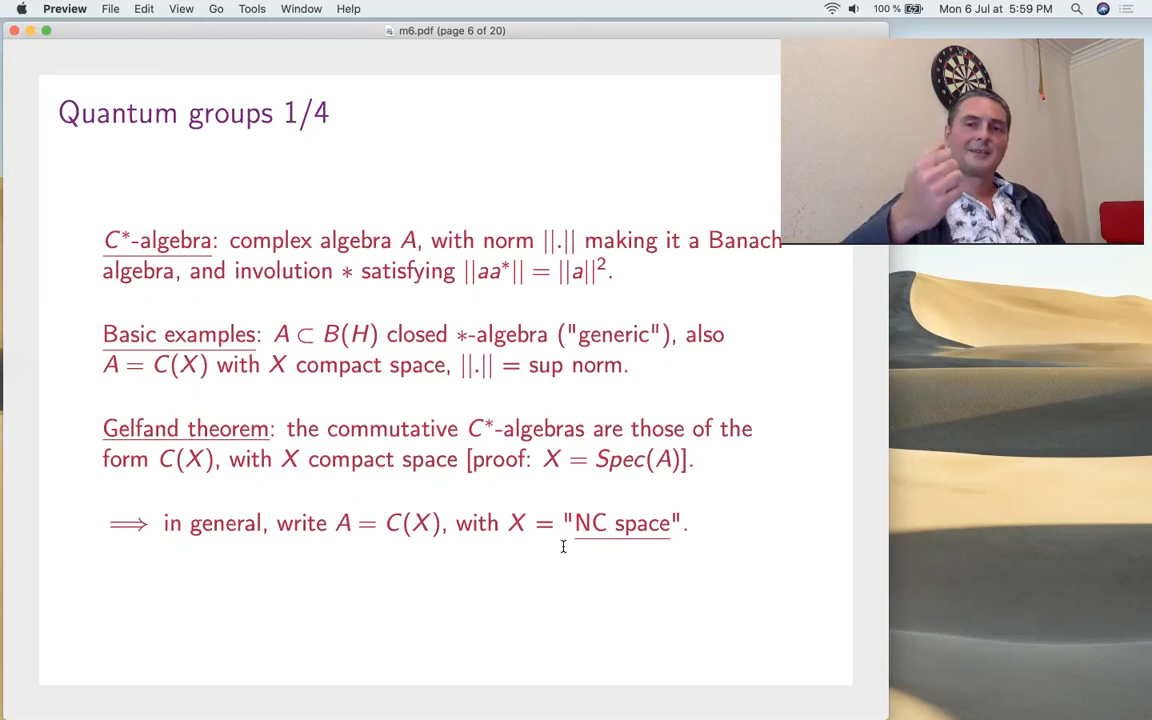 Preview File Edit View Go Tools Window Help 100 % Mon 6 Jul at 5:59 PM
m6.pdf (page 6 of 20)
Quantum groups 1/4
C*-algebra: complex algebra A, with norm ||.|| making it a Banach
algebra, and involution * satisfying ||aa*|| = ||a||².
Basic examples: A ⊂ B(H) closed *-algebra ("generic"), also
A = C(X) with X compact space, ||.|| = sup norm.
Gelfand theorem: the commutative C*-algebras are those of the
form C(X), with X compact space [proof: X = Spec(A)].
⟹ in general, write A = C(X), with X = "NC space".